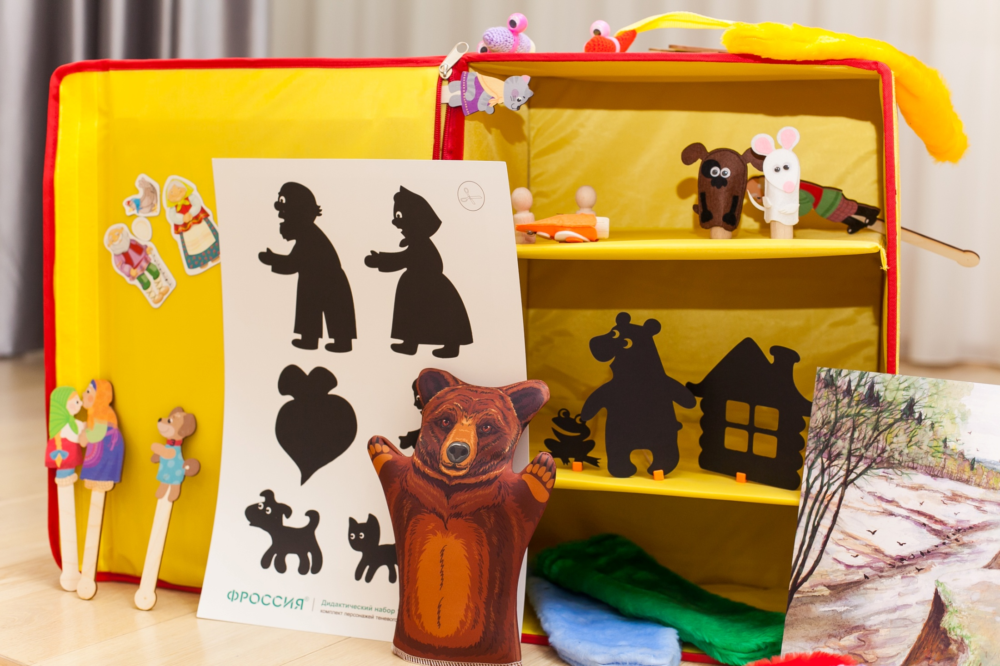 ФРОССИЯ®
Дидактический набор
комплект персонажей теневого